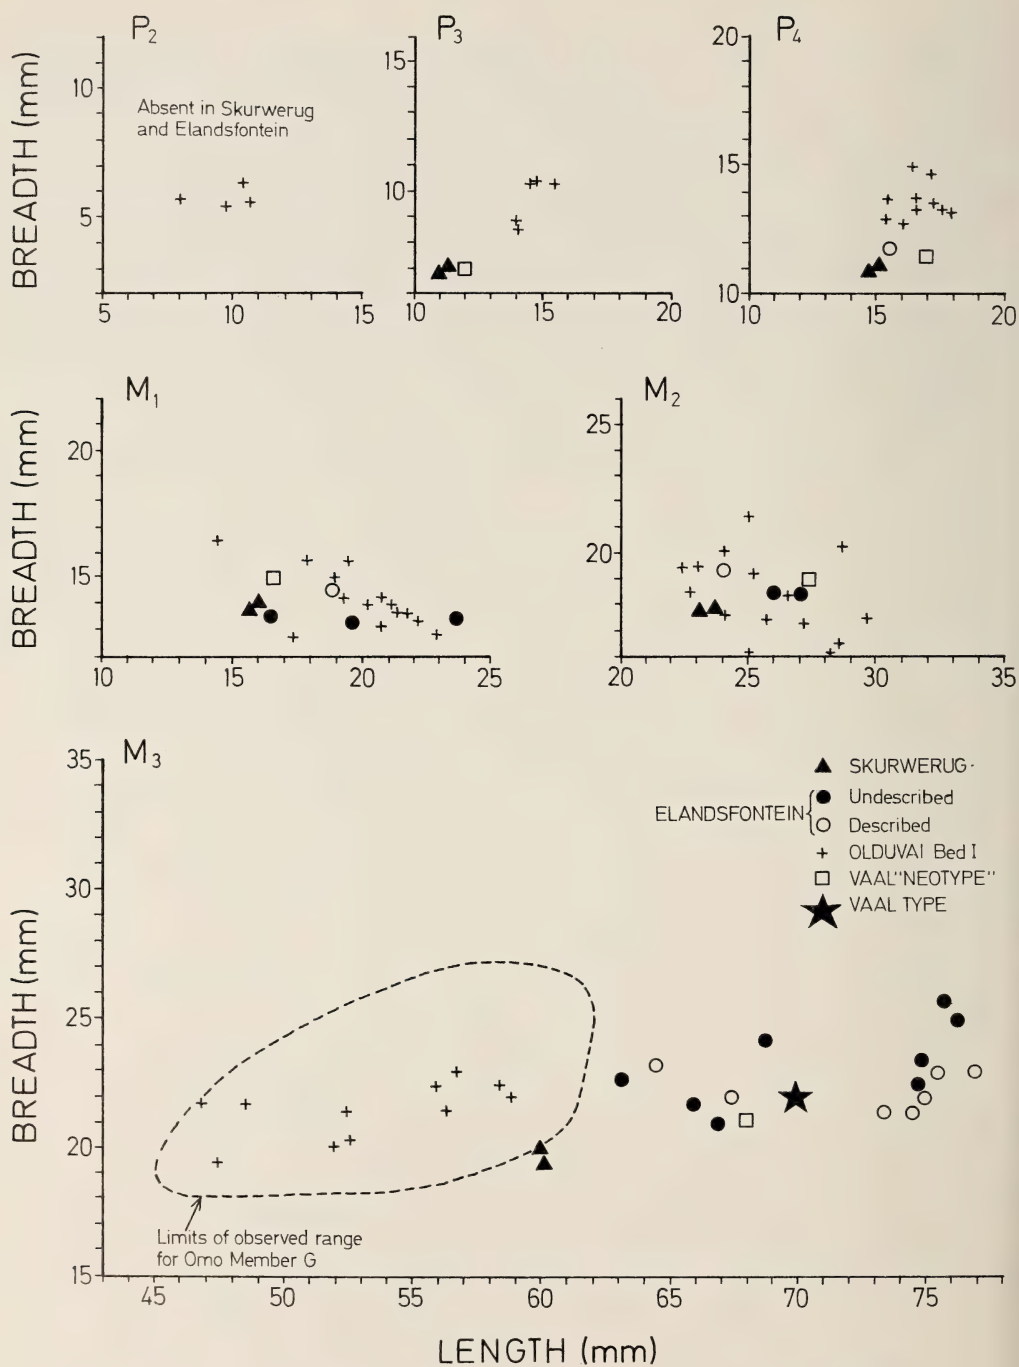 P2
P3
P4
BREADTH (mm)
10
5
Absent in Skurwerug
and Elandsfontein
5 10 15
15
10
10 15 20
20
15
10
10 15 20
M1
M2
BREADTH (mm)
20
15
10 15 20 25
25
20
20 25 30 35
M3
BREADTH (mm)
35
30
25
20
15
SKURWERUG
ELANDSFONTEIN
Undescribed
Described
OLDUVAI Bed I
VAAL "NEOTYPE"
VAAL TYPE
Limits of observed range
for Omo Member G
45 50 55 60 65 70 75
LENGTH (mm)